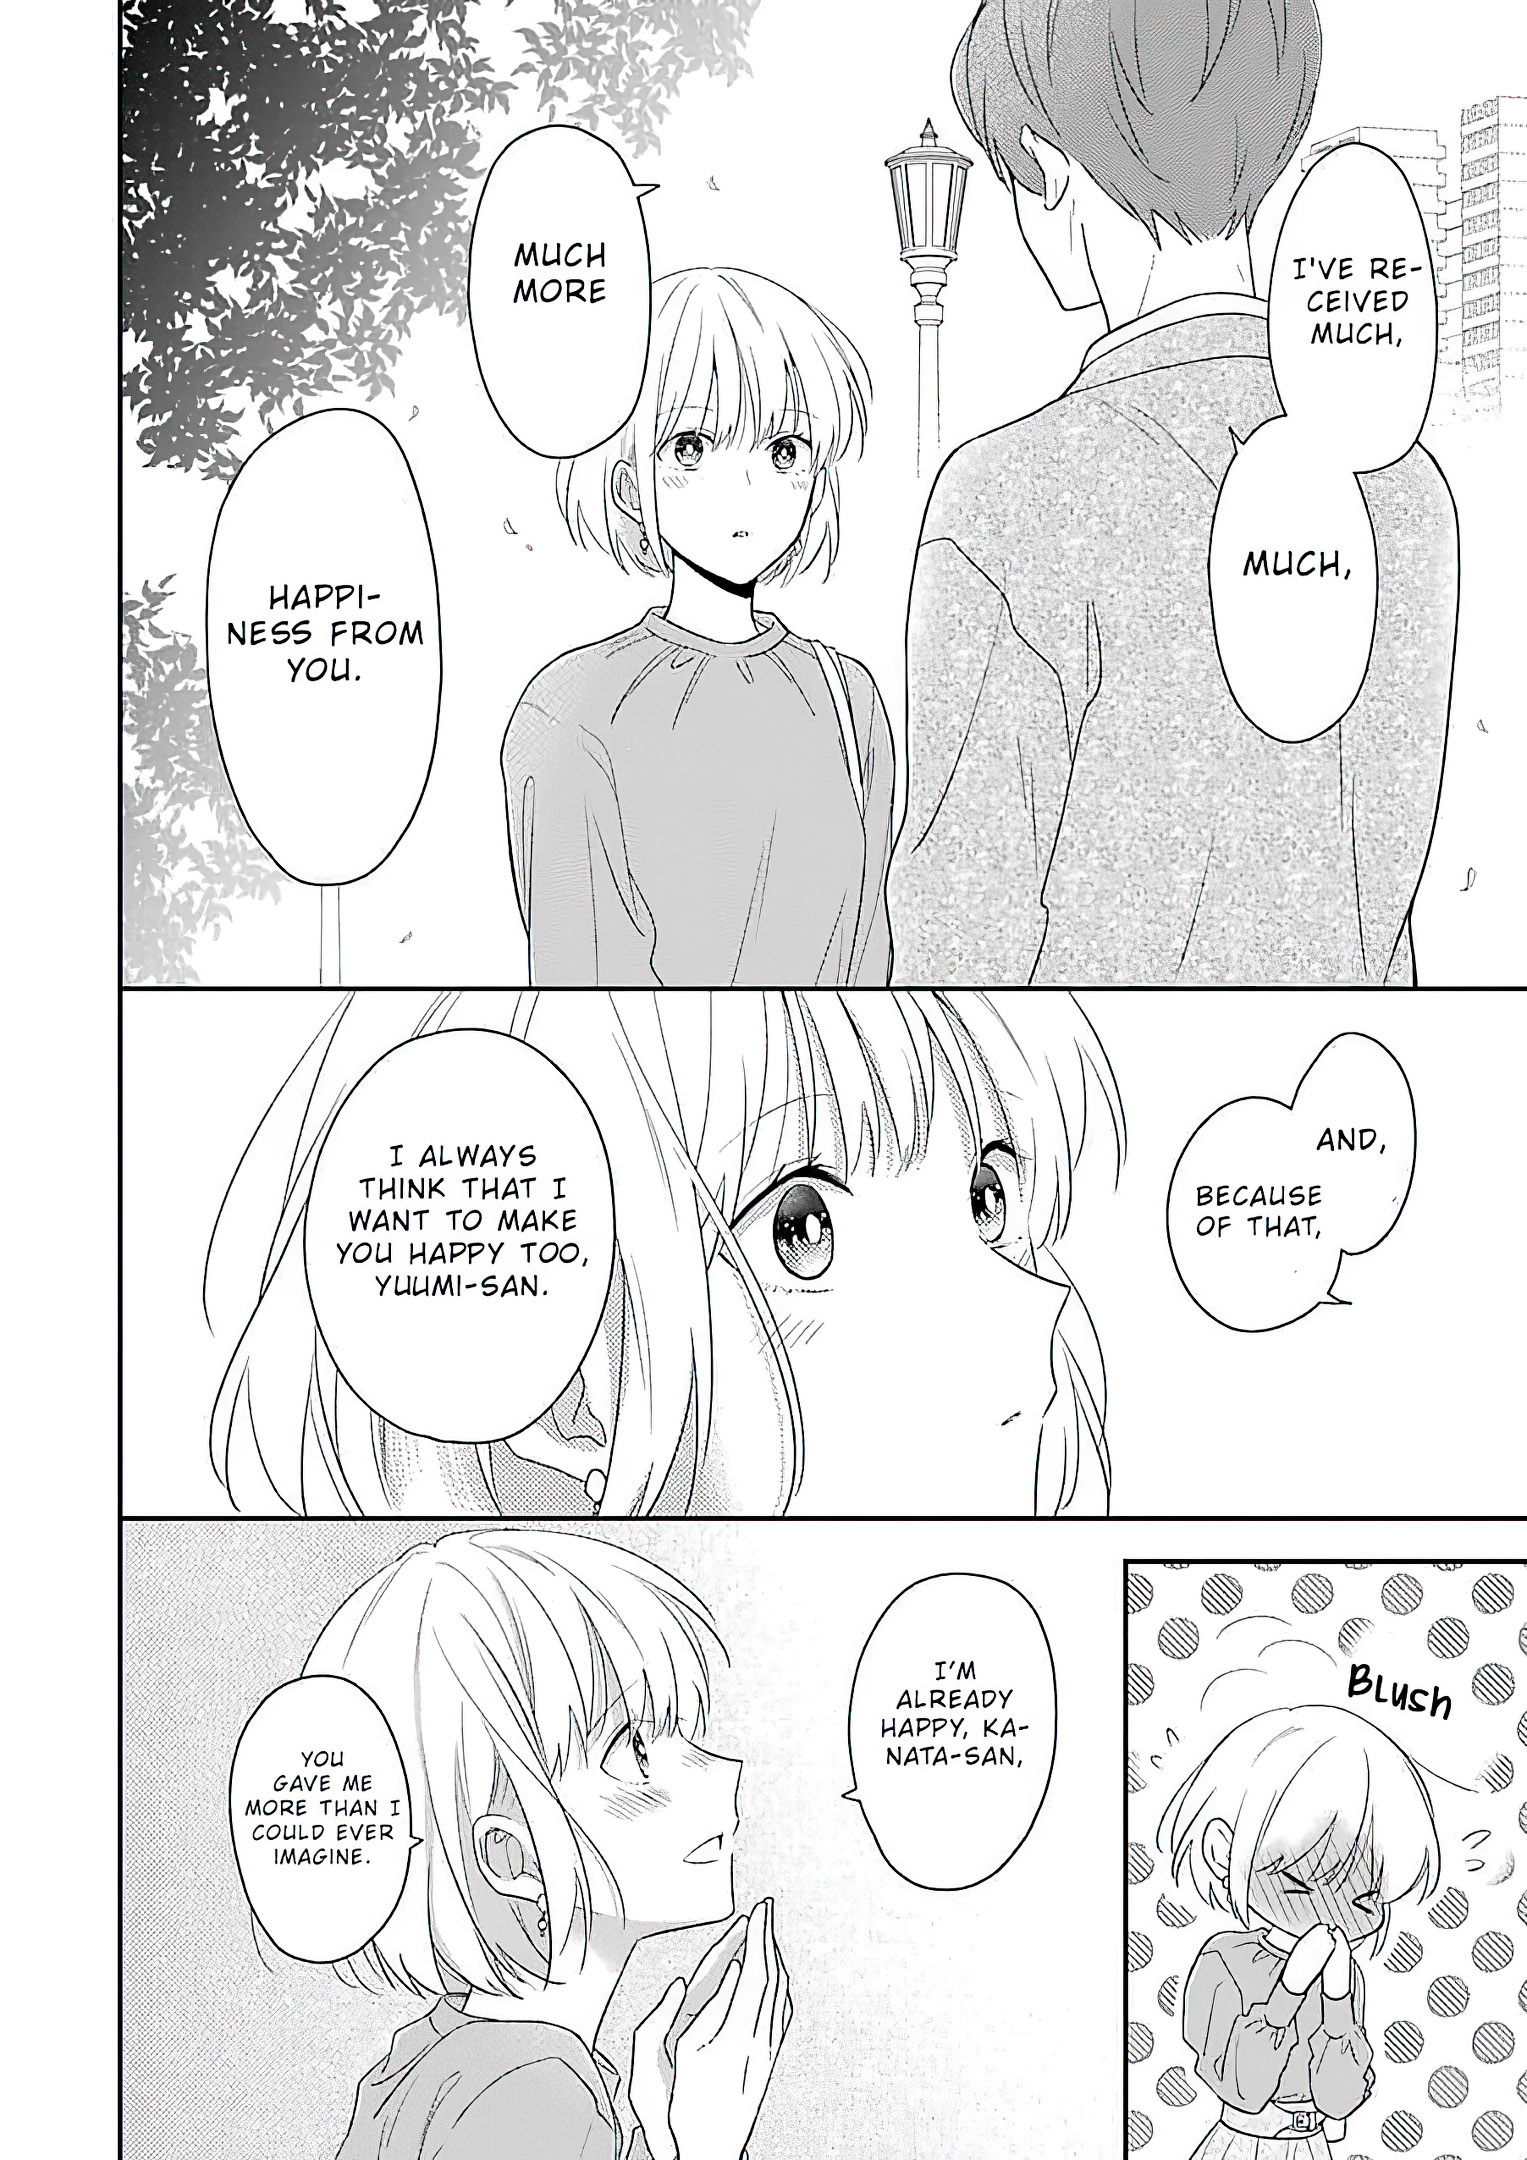 I'VE RE-
CEIVED
MUCH,
MUCH,
MUCH
MORE
HAPPI-
NESS FROM
YOU.
AND,
BECAUSE
OF THAT,
I ALWAYS
THINK THAT I
WANT TO MAKE
YOU HAPPY TOO,
YUUMI-SAN.
BLUSH
I'M
ALREADY
HAPPY, KA-
NATA-SAN,
YOU
GAVE ME
MORE THAN I
COULD EVER
IMAGINE.